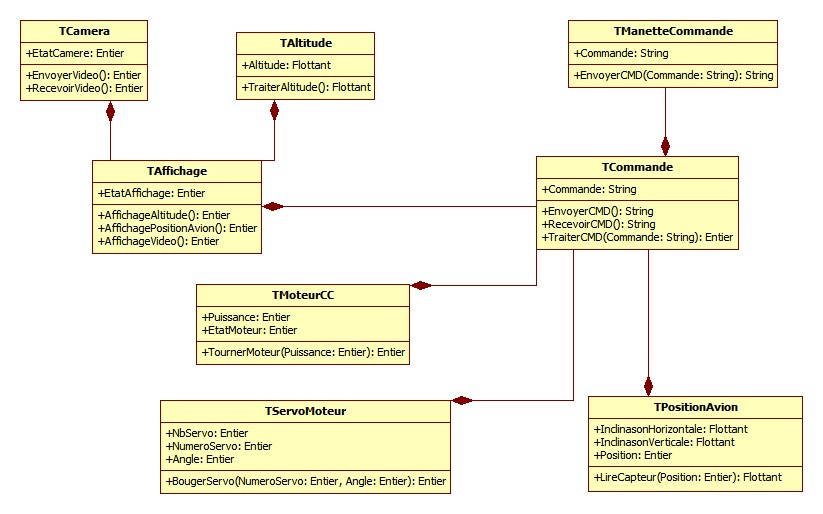 TCamera
+EtatCamere: Entier
+EnvoyerVideo(): Entier
+RecevoirVideo(): Entier
TAltitude
+Altitude: Flottant
+TraiterAltitude(): Flottant
TManetteCommande
+Commande: String
+EnvoyerCMD(Commande: String): String
TAffichage
+EtatAffichage: Entier
+AffichageAltitude(): Entier
+AffichagePositionAvion(): Entier
+AffichageVideo(): Entier
TCommande
+Commande: String
+EnvoyerCMD(): String
+RecevoirCMD(): String
+TraiterCMD(Commande: String): Entier
TMoteurCC
+Puissance: Entier
+EtatMoteur: Entier
+TournerMoteur(Puissance: Entier): Entier
TServoMoteur
+NbServo: Entier
+NumeroServo: Entier
+Angle: Entier
+BougerServo(NumeroServo: Entier, Angle: Entier): Entier
TPositionAvion
+InclinasonHorizontale: Flottant
+InclinasonVerticale: Flottant
+Position: Entier
+LireCapteur(Position: Entier): Flottant